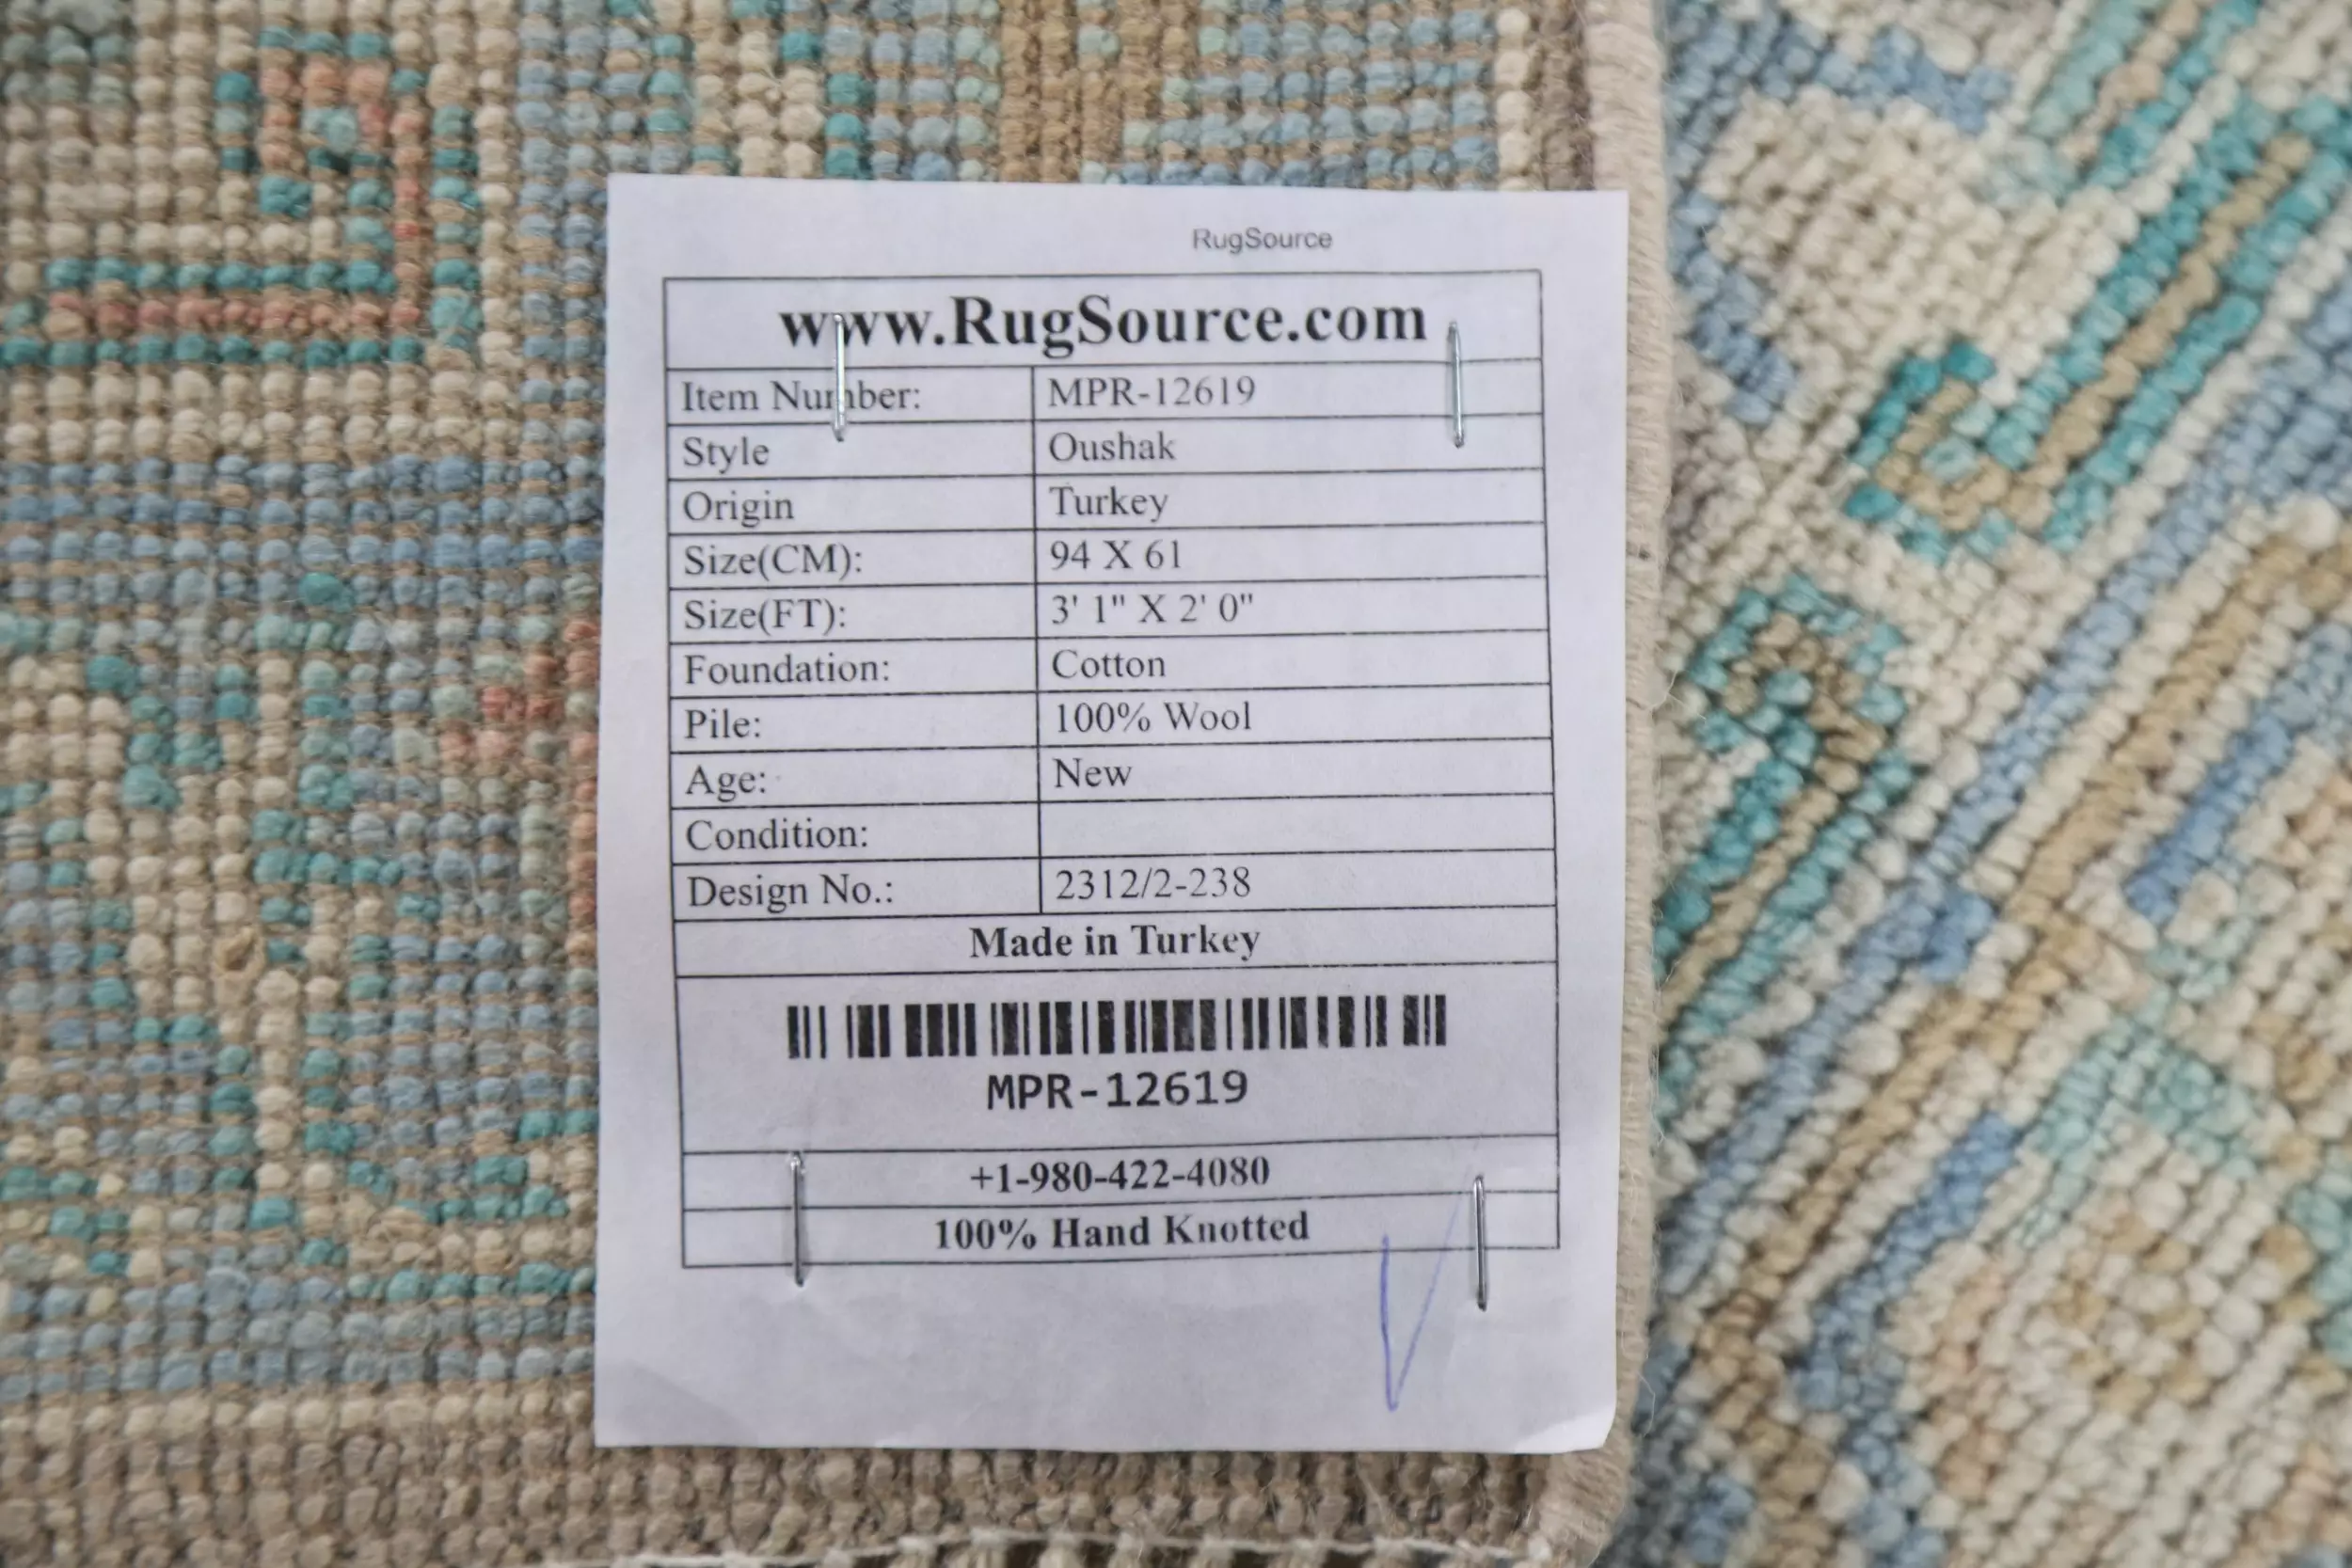 RugSource
www.RugSource.com
Item Number: MPR-12619
Style Oushak
Origin Turkey
Size(CM): 94 X 61
Size(FT): 3' 1" X 2' 0"
Foundation: Cotton
Pile: 100% Wool
Age: New
Condition:
Design No.: 2312/2-238
Made in Turkey
MPR-12619
+1-980-422-4080
100% Hand Knotted